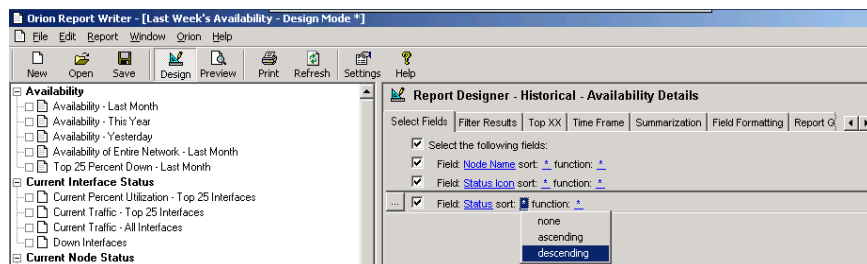 Orion Report Writer - [Last Week's Availability - Design Mode *]
File Edit Report Window Orion Help
New Open Save Design Preview Print Refresh Settings Help
Availability
Availability - Last Month
Availability - This Year
Availability - Yesterday
Availability of Entire Network - Last Month
Top 25 Percent Down - Last Month
Current Interface Status
Current Percent Utilization - Top 25 Interfaces
Current Traffic - Top 25 Interfaces
Current Traffic - All Interfaces
Down Interfaces
Current Node Status
Report Designer - Historical - Availability Details
Select Fields Filter Results Top XX Time Frame Summarization Field Formatting Report G
Select the following fields:
Field: Node Name sort: * function: *
Field: Status Icon sort: * function: *
... Field: Status sort: * function: *
none
ascending
descending